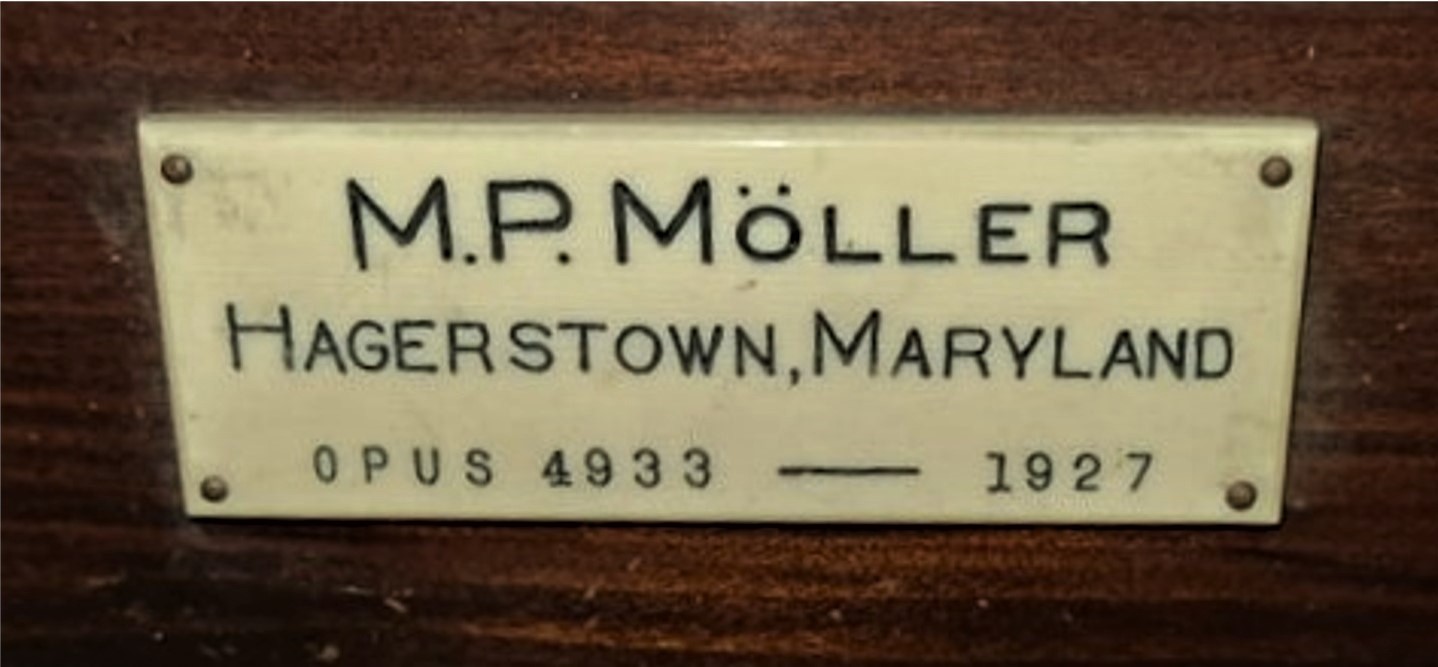 M.P. MÖLLER
HAGERSTOWN, MARYLAND
OPUS 4933 — 1927